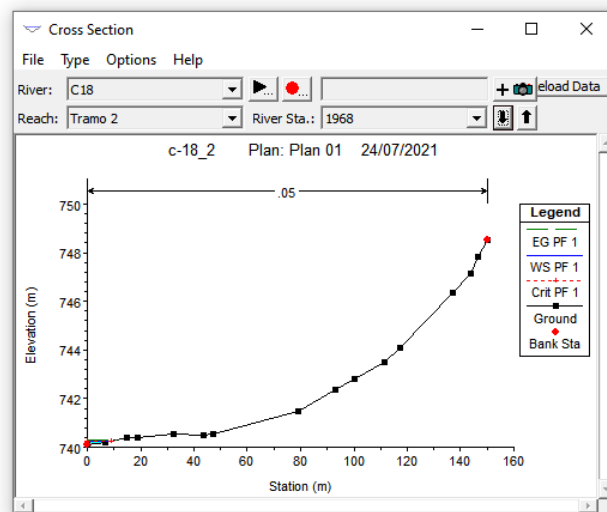 Cross Section
File Type Options Help
River: C18 ... ... + eload Data
Reach: Tramo 2 River Sta.: 1968
c-18_2 Plan: Plan 01 24/07/2021
.05
750
748
746
744
742
740
0 20 40 60 80 100 120 140 160
Elevation (m)
Station (m)
Legend
EG PF 1
WS PF 1
Crit PF 1
Ground
Bank Sta